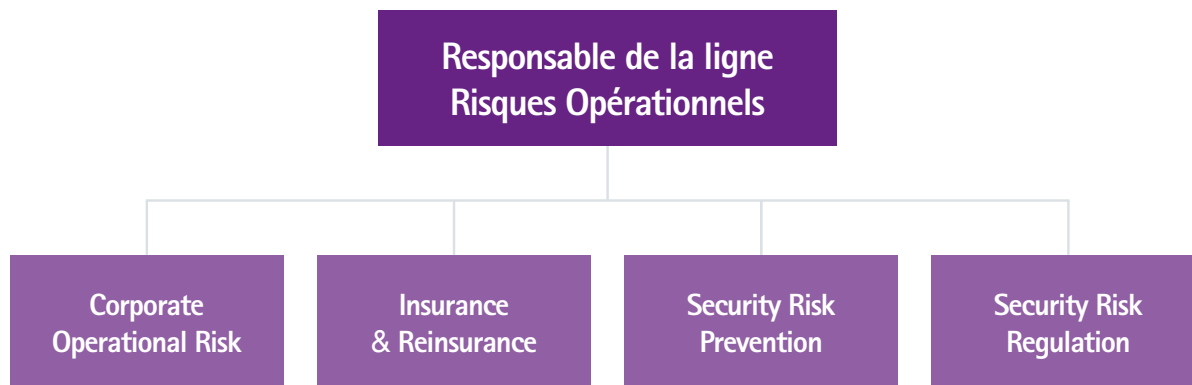 Responsable de la ligne
Risques Opérationnels
Corporate
Operational Risk
Insurance
& Reinsurance
Security Risk
Prevention
Security Risk
Regulation